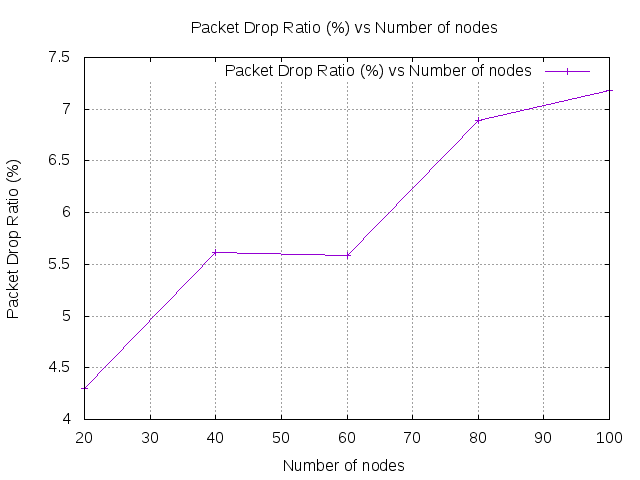 Packet Drop Ratio (%) vs Number of nodes
Packet Drop Ratio (%) vs Number of nodes
7.5
7
6.5
6
5.5
5
4.5
4
Packet Drop Ratio (%)
20 30 40 50 60 70 80 90 100
Number of nodes